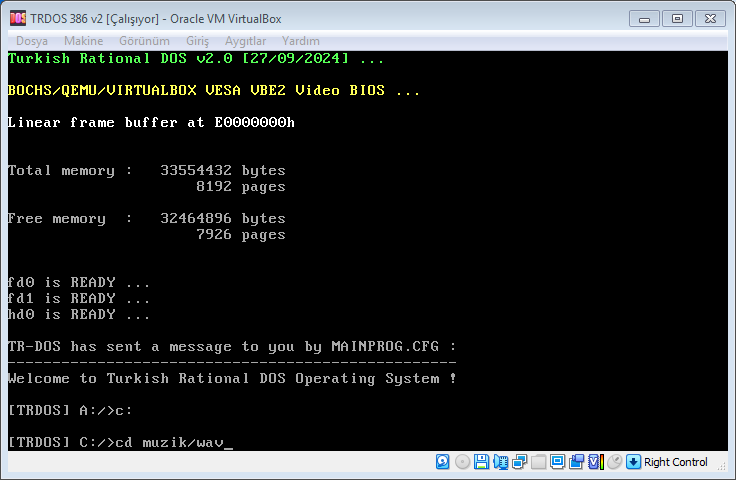 DOS TRDOS 386 v2 [Çalışıyor] - Oracle VM VirtualBox
Dosya Makine Görünüm Giriş Aygıtlar Yardım
Turkish Rational DOS v2.0 [27/09/2024] ...
BOCHS/QEMU/VIRTUALBOX VESA VBE2 Video BIOS ...
Linear frame buffer at E0000000h
Total memory : 33554432 bytes
8192 pages
Free memory : 32464896 bytes
7926 pages
fd0 is READY ...
fd1 is READY ...
hd0 is READY ...
TR-DOS has sent a message to you by MAINPROG.CFG :
---------------------------------------------------------
Welcome to Turkish Rational DOS Operating System !
[TRDOS] A:/>c:
[TRDOS] C:/>cd muzik/wav_
Right Control